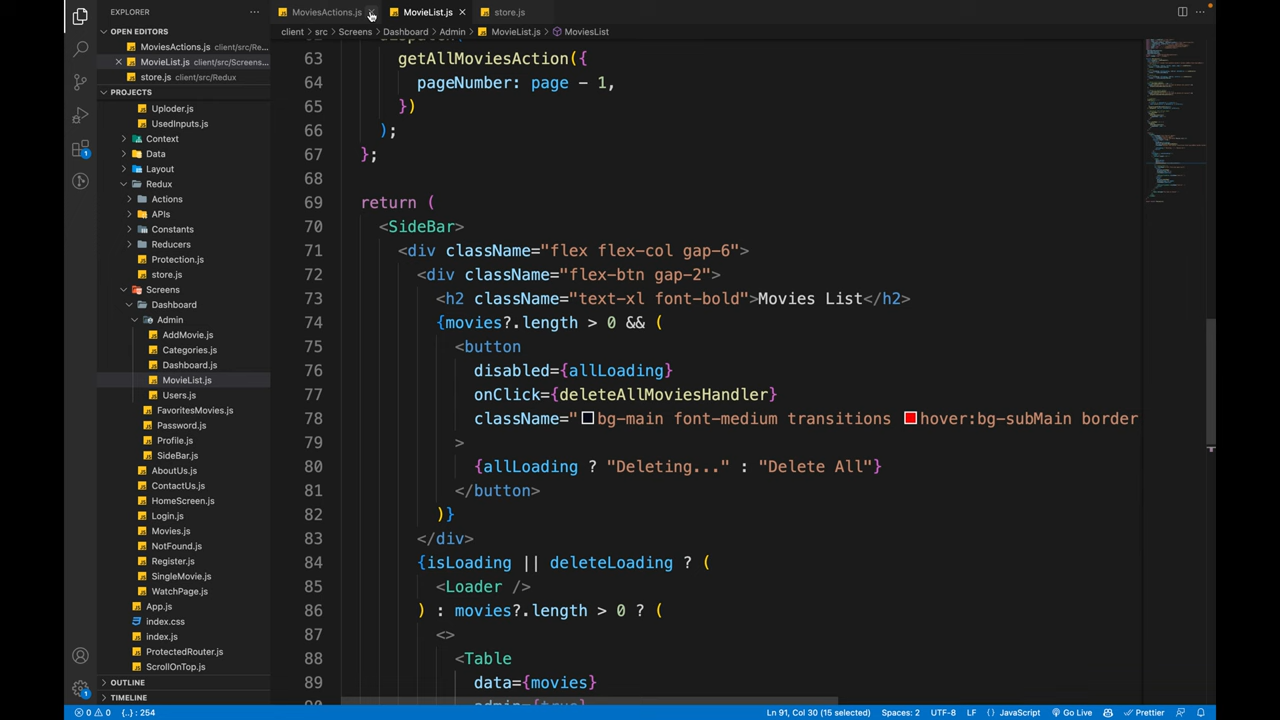 EXPLORER
OPEN EDITORS
MoviesActions.js client/src/Re...
MovieList.js client/src/Screens...
store.js client/src/Redux
PROJECTS
Uploder.js
UsedInputs.js
Context
Data
Layout
Redux
Actions
APIs
Constants
Reducers
Protection.js
store.js
Screens
Dashboard
Admin
AddMovie.js
Categories.js
Dashboard.js
MovieList.js
Users.js
FavoritesMovies.js
Password.js
Profile.js
SideBar.js
AboutUs.js
ContactUs.js
HomeScreen.js
Login.js
Movies.js
NotFound.js
Register.js
SingleMovie.js
WatchPage.js
App.js
index.css
index.js
ProtectedRouter.js
ScrollOnTop.js
OUTLINE
TIMELINE
MoviesActions.js MovieList.js store.js
client > src > Screens > Dashboard > Admin > MovieList.js > MoviesList
63 getAllMoviesAction({
64 pageNumber: page - 1,
65 })
66 );
67 };
68
69 return (
70 <SideBar>
71 <div className="flex flex-col gap-6">
72 <div className="flex-btn gap-2">
73 <h2 className="text-xl font-bold">Movies List</h2>
74 {movies?.length > 0 && (
75 <button
76 disabled={allLoading}
77 onClick={deleteAllMoviesHandler}
78 className="bg-main font-medium transitions hover:bg-subMain border
79 >
80 {allLoading ? "Deleting..." : "Delete All"}
81 </button>
82 )}
83 </div>
84 {isLoading || deleteLoading ? (
85 <Loader />
86 ) : movies?.length > 0 ? (
87 <>
88 <Table
89 data={movies}
1
1
0 0 {..} : 254 Ln 91, Col 30 (15 selected) Spaces: 2 UTF-8 LF {} JavaScript Go Live Prettier